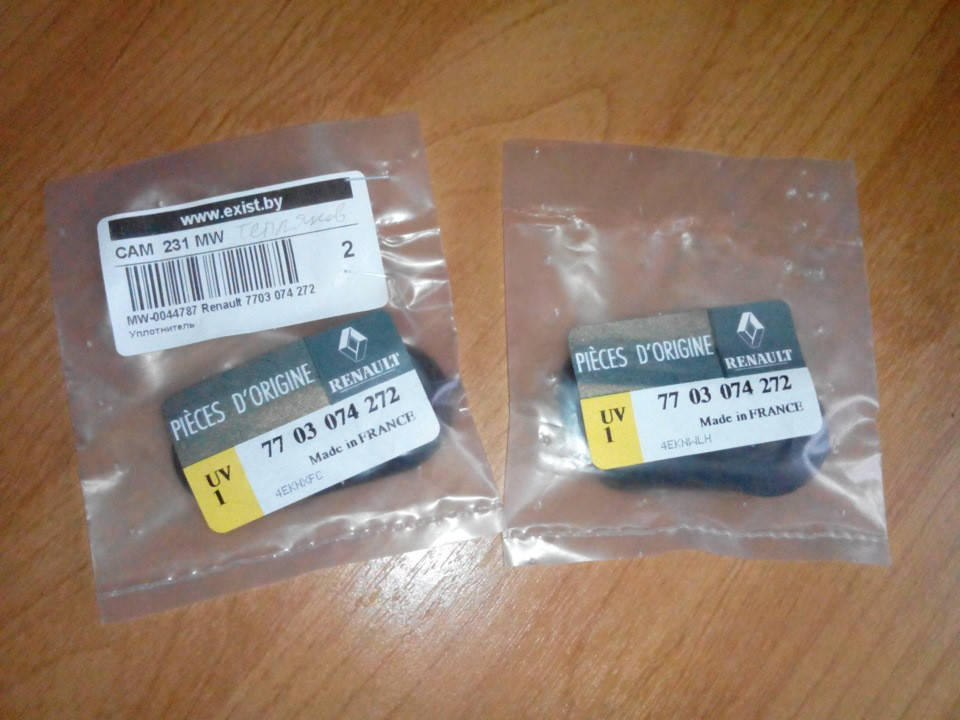 www.exist.by
CAM 231 MW
2
MW-0044787 Renault 7703 074 272
Уплотнитель
PIÈCES D'ORIGINE
RENAULT
77 03 074 272
UV
1
Made in FRANCE
4EKNXFC
PIÈCES D'ORIGINE
RENAULT
77 03 074 272
UV
1
Made in FRANCE
4EKNWLH